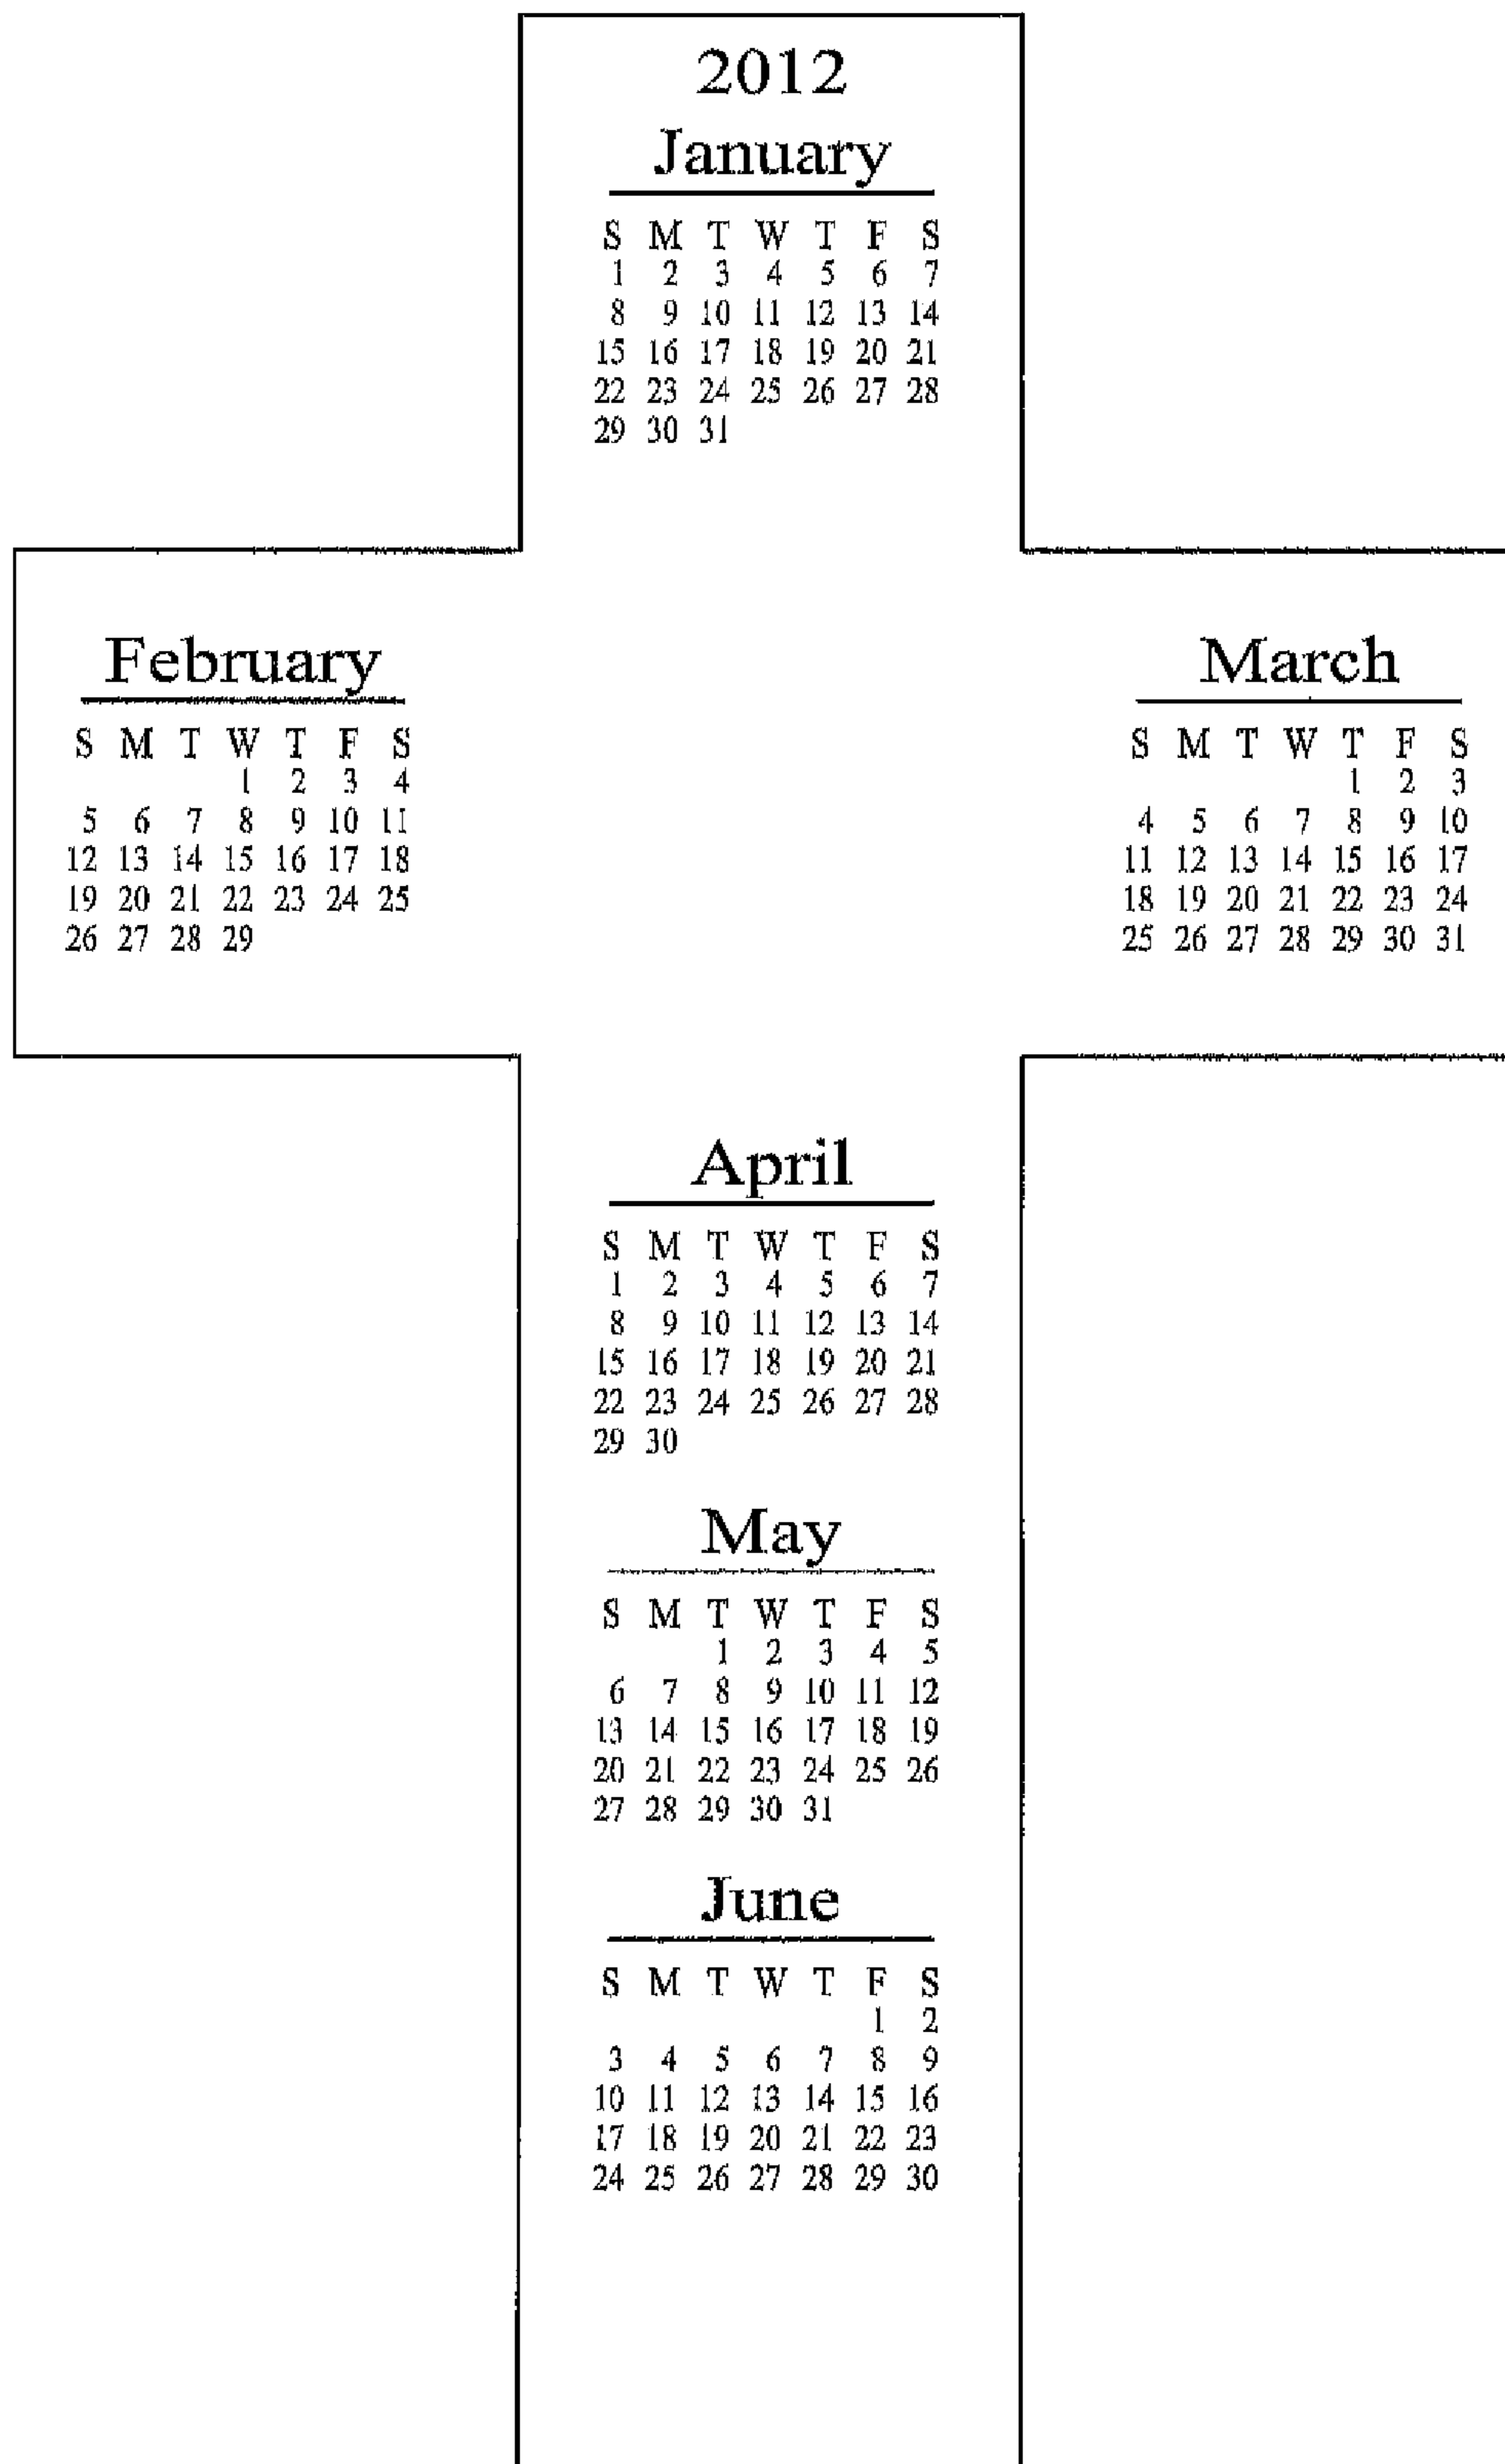 2012
January
S M T W T F S
1 2 3 4 5 6 7
8 9 10 11 12 13 14
15 16 17 18 19 20 21
22 23 24 25 26 27 28
29 30 31
February
S M T W T F S
1 2 3 4
5 6 7 8 9 10 11
12 13 14 15 16 17 18
19 20 21 22 23 24 25
26 27 28 29
March
S M T W T F S
1 2 3
4 5 6 7 8 9 10
11 12 13 14 15 16 17
18 19 20 21 22 23 24
25 26 27 28 29 30 31
April
S M T W T F S
1 2 3 4 5 6 7
8 9 10 11 12 13 14
15 16 17 18 19 20 21
22 23 24 25 26 27 28
29 30
May
S M T W T F S
1 2 3 4 5
6 7 8 9 10 11 12
13 14 15 16 17 18 19
20 21 22 23 24 25 26
27 28 29 30 31
June
S M T W T F S
1 2
3 4 5 6 7 8 9
10 11 12 13 14 15 16
17 18 19 20 21 22 23
24 25 26 27 28 29 30